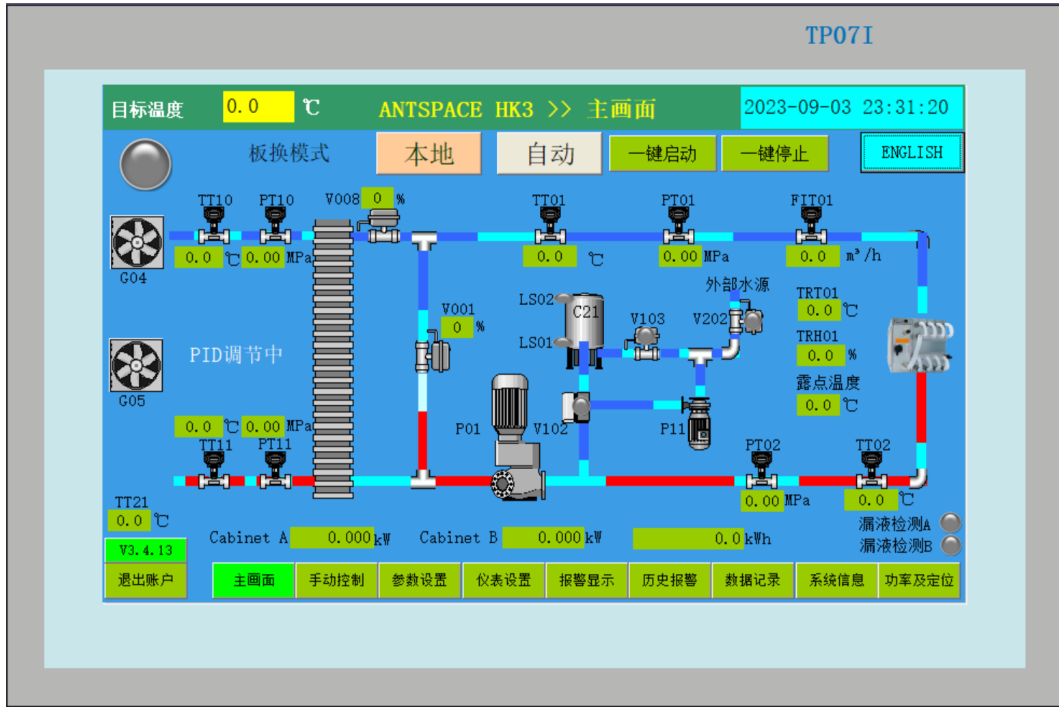 TP07I
目标温度 0.0 ℃ ANTSPACE HK3 >> 主画面 2023-09-03 23:31:20
板换模式 本地 自动 一键启动 一键停止 ENGLISH
TT10 PT10 V008 0 % TT01 PT01 FIT01
0.0 ℃ 0.00 MPa 0.0 ℃ 0.00 MPa 0.0 m³/h
G04
外部水源
LS02 C21 TRT01
V001 V103 V202 0.0 ℃
0 %
LS01 TRH01
PID调节中 0.0 %
露点温度
G05 0.0 ℃
0.0 ℃ 0.00 MPa P01 V102 P11
TT11 PT11 PT02 TT02
TT21 0.00 MPa 0.0 ℃
0.0 ℃ 漏液检测A
Cabinet A 0.000 kW Cabinet B 0.000 kW 0.0 kWh
V3.4.13 漏液检测B
退出账户 主画面 手动控制 参数设置 仪表设置 报警显示 历史报警 数据记录 系统信息 功率及定位